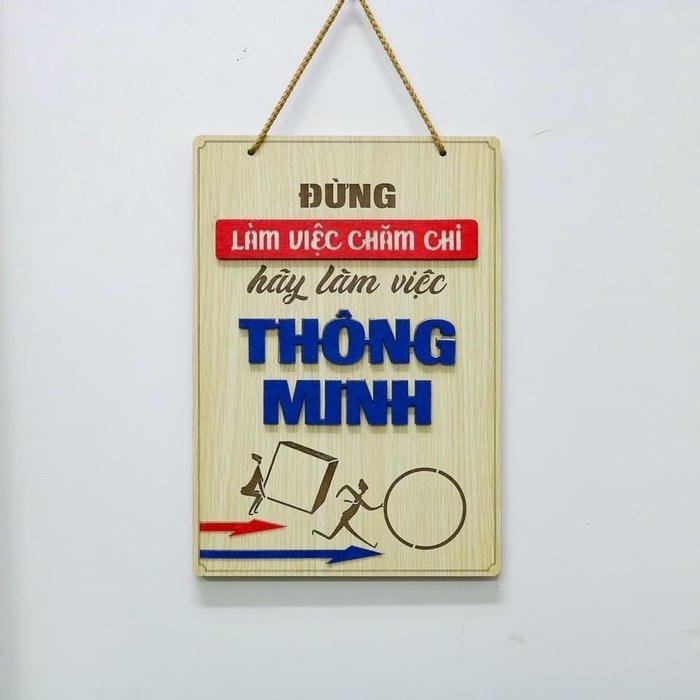 ĐỪNG
LÀM VIỆC CHĂM CHỈ
hãy làm việc
THÔNG
MINH